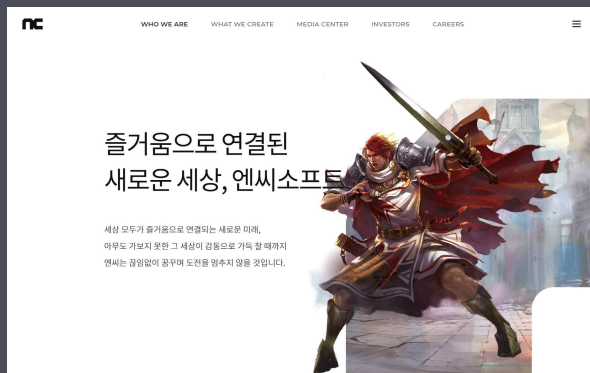 nc
WHO WE ARE
WHAT WE CREATE
MEDIA CENTER
INVESTORS
CAREERS
즐거움으로 연결된
새로운 세상, 엔씨소프트
세상 모두가 즐거움으로 연결되는 새로운 미래,
아무도 가보지 못한 그 세상이 감동으로 가득 찰 때까지
엔씨는 끊임없이 꿈꾸며 도전을 멈추지 않을 것입니다.